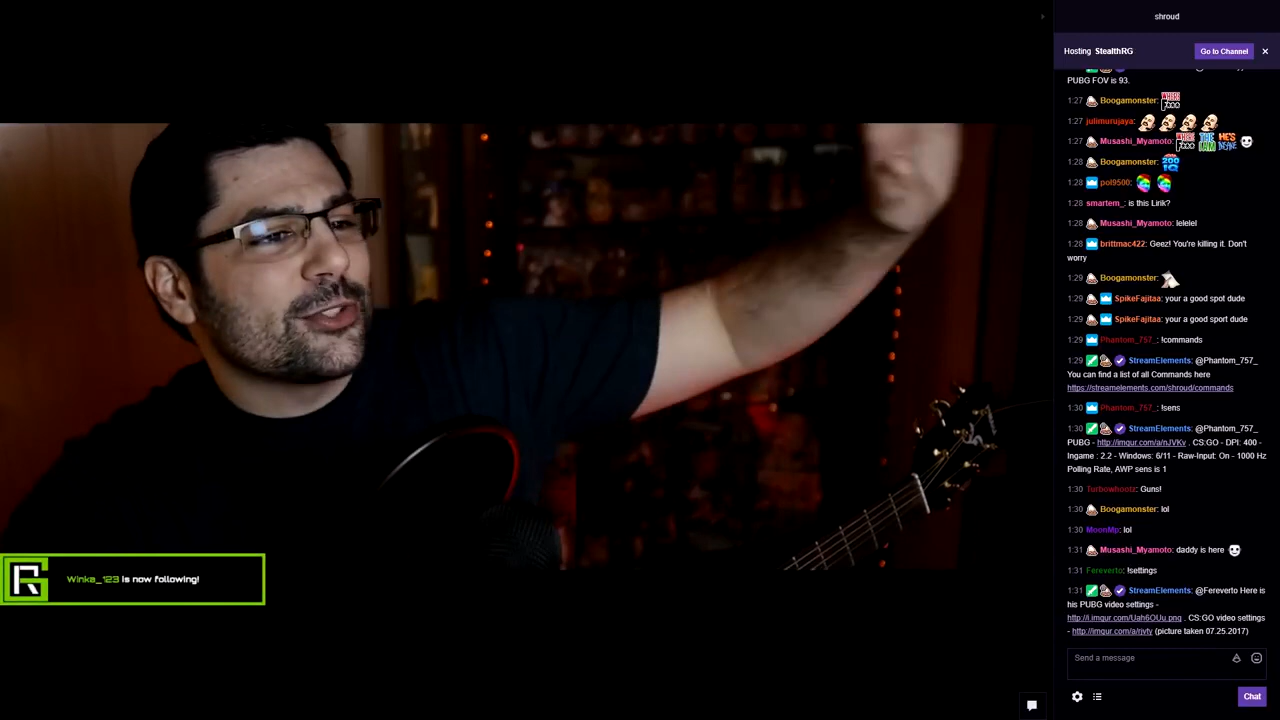 shroud
Hosting StealthRG
Go to Channel
PUBG FOV is 93.
1:27 Boogamonster:
1:27 julimurujaya:
1:27 Musashi_Myamoto:
1:28 Boogamonster: 200 IQ
1:28 pol9500:
1:28 smartem_: is this Lirik?
1:28 Musashi_Myamoto: lelelel
1:28 brittmac422: Geez! You're killing it. Don't
worry
1:29 Boogamonster:
1:29 SpikeFajitaa: your a good spot dude
1:29 SpikeFajitaa: your a good sport dude
1:29 Phantom_757_: !commands
1:29 StreamElements: @Phantom_757_
You can find a list of all Commands here
https://streamelements.com/shroud/commands
1:30 Phantom_757_: !sens
1:30 StreamElements: @Phantom_757_
PUBG - http://imgur.com/a/nJVKv . CS:GO - DPI: 400 -
Ingame : 2.2 - Windows: 6/11 - Raw-Input: On - 1000 Hz
Polling Rate, AWP sens is 1
1:30 Turbowhootz: Guns!
1:30 Boogamonster: lol
1:30 MoonMp: lol
1:31 Musashi_Myamoto: daddy is here
1:31 Fereverto: !settings
1:31 StreamElements: @Fereverto Here is
his PUBG video settings -
http://i.imgur.com/Uah6OUu.png . CS:GO video settings
- http://imgur.com/a/rjvfy (picture taken 07.25.2017)
Send a message
Chat
Winka_123 is now following!